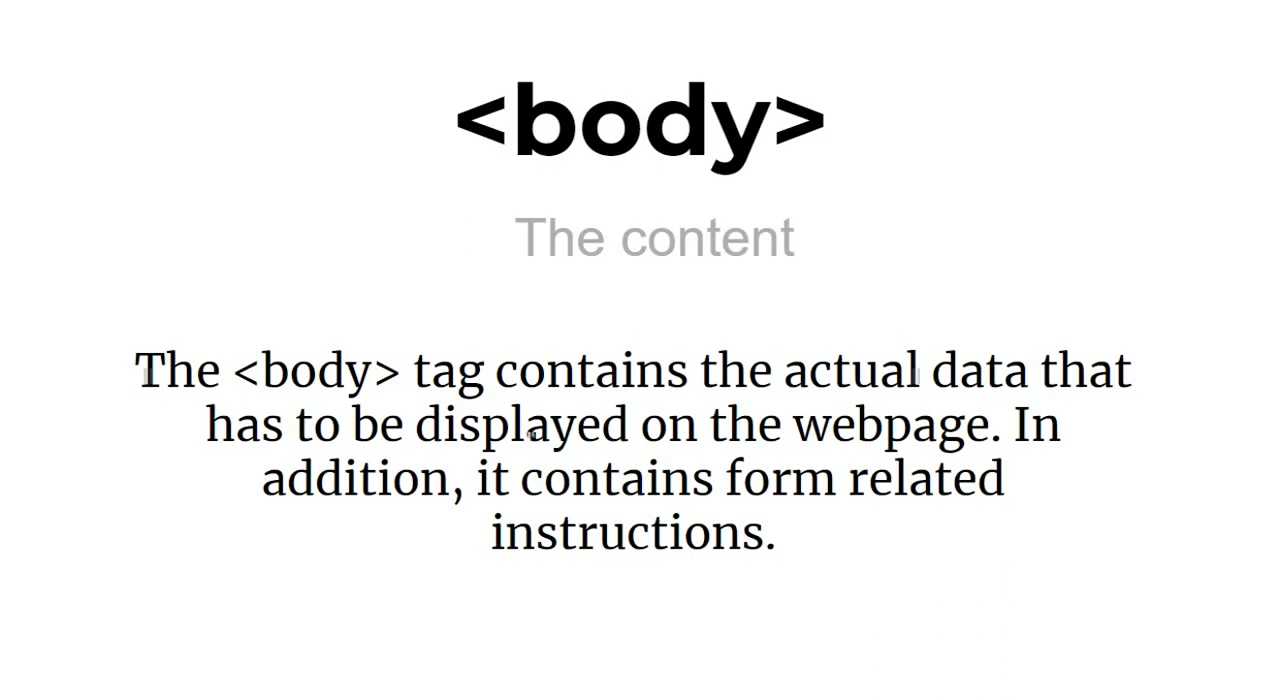 <body>
The content
The <body> tag contains the actual data that
has to be displayed on the webpage. In
addition, it contains form related
instructions.